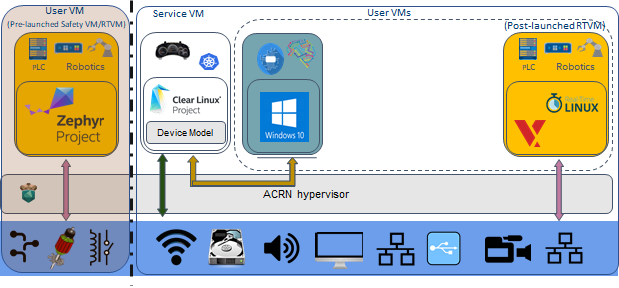 User VM
(Pre-launched Safety VM/RTVM)
PLC
Robotics
Zephyr
Project
Service VM
Clear Linux*
Project
Device Model
User VMs
Windows 10
(Post-launched RTVM)
PLC
Robotics
LINUX
ACRN hypervisor